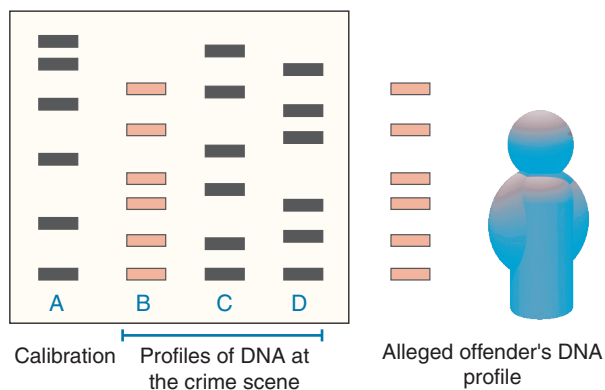 A B C D
Calibration
Profiles of DNA at
the crime scene
Alleged offender's DNA
profile